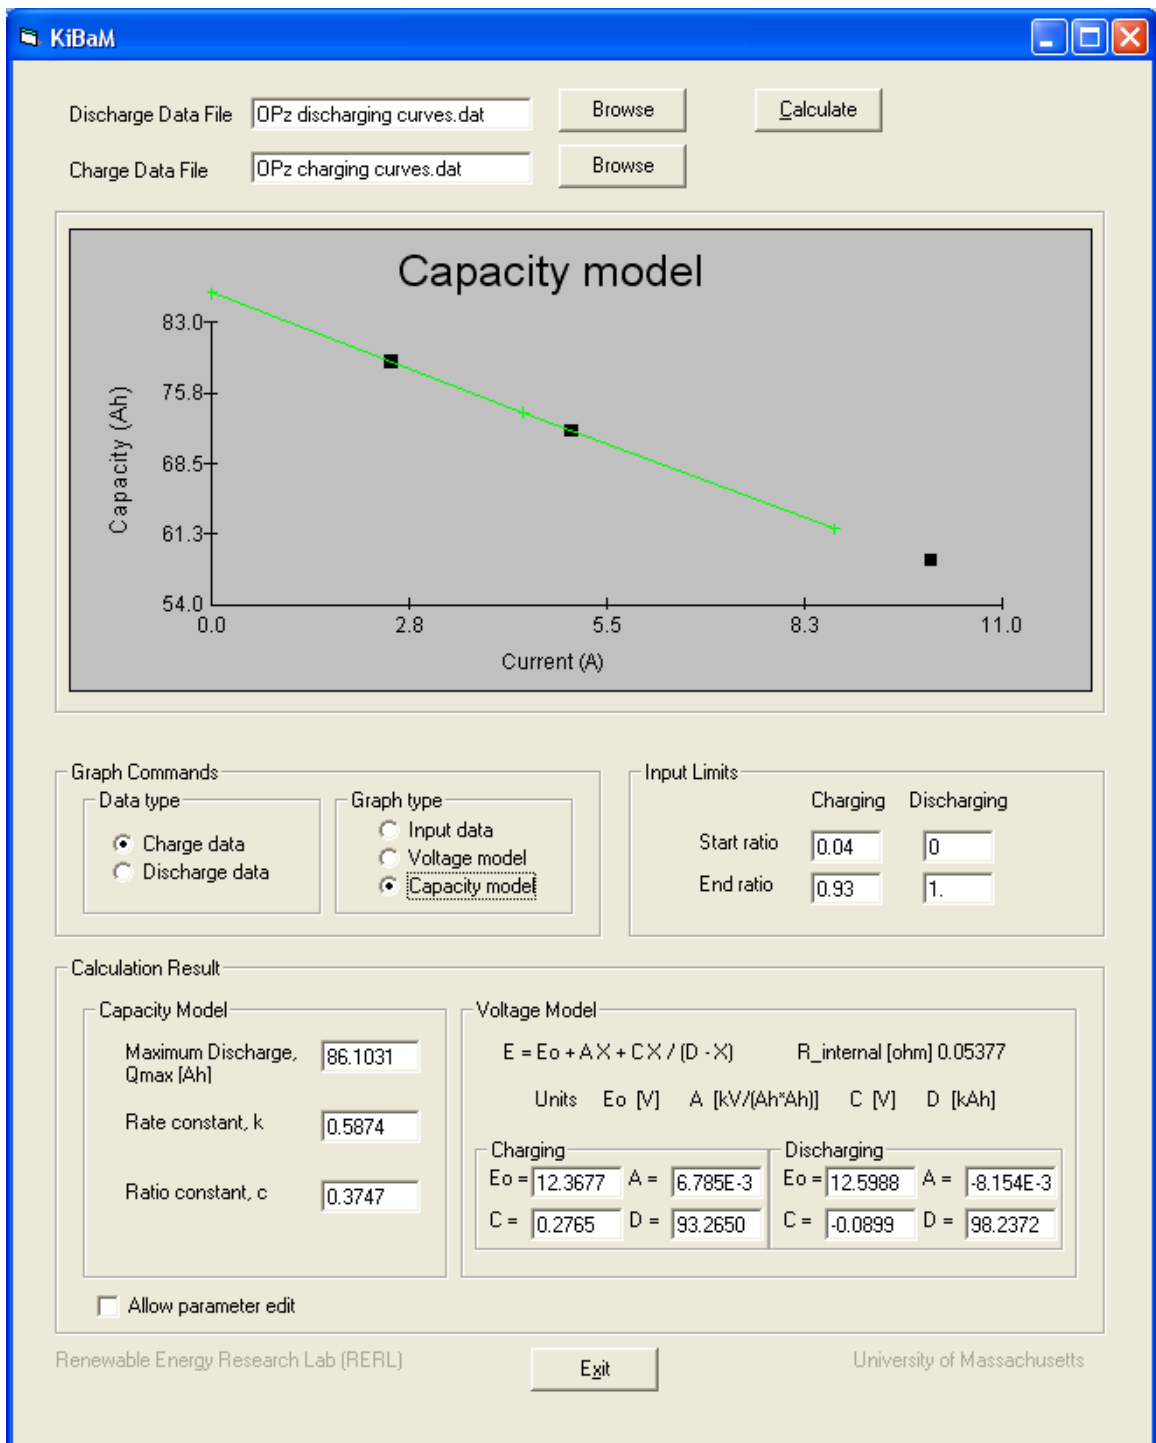 KiBaM
Discharge Data File OPz discharging curves.dat Browse Calculate
Charge Data File OPz charging curves.dat Browse
Capacity model
83.0
75.8
68.5
61.3
54.0
Capacity (Ah)
0.0 2.8 5.5 8.3 11.0
Current (A)
Graph Commands
Data type
Charge data
Discharge data
Graph type
Input data
Voltage model
Capacity model
Input Limits
Charging Discharging
Start ratio 0.04 0
End ratio 0.93 1.
Calculation Result
Capacity Model
Maximum Discharge, 86.1031
Qmax [Ah]
Rate constant, k 0.5874
Ratio constant, c 0.3747
Voltage Model
E = Eo + A X + C X / (D - X) R_internal [ohm] 0.05377
Units Eo [V] A [kV/(Ah*Ah)] C [V] D [kAh]
Charging
Eo = 12.3677 A = 6.785E-3
C = 0.2765 D = 93.2650
Discharging
Eo = 12.5988 A = -8.154E-3
C = -0.0899 D = 98.2372
Allow parameter edit
Renewable Energy Research Lab (RERL) Exit University of Massachusetts